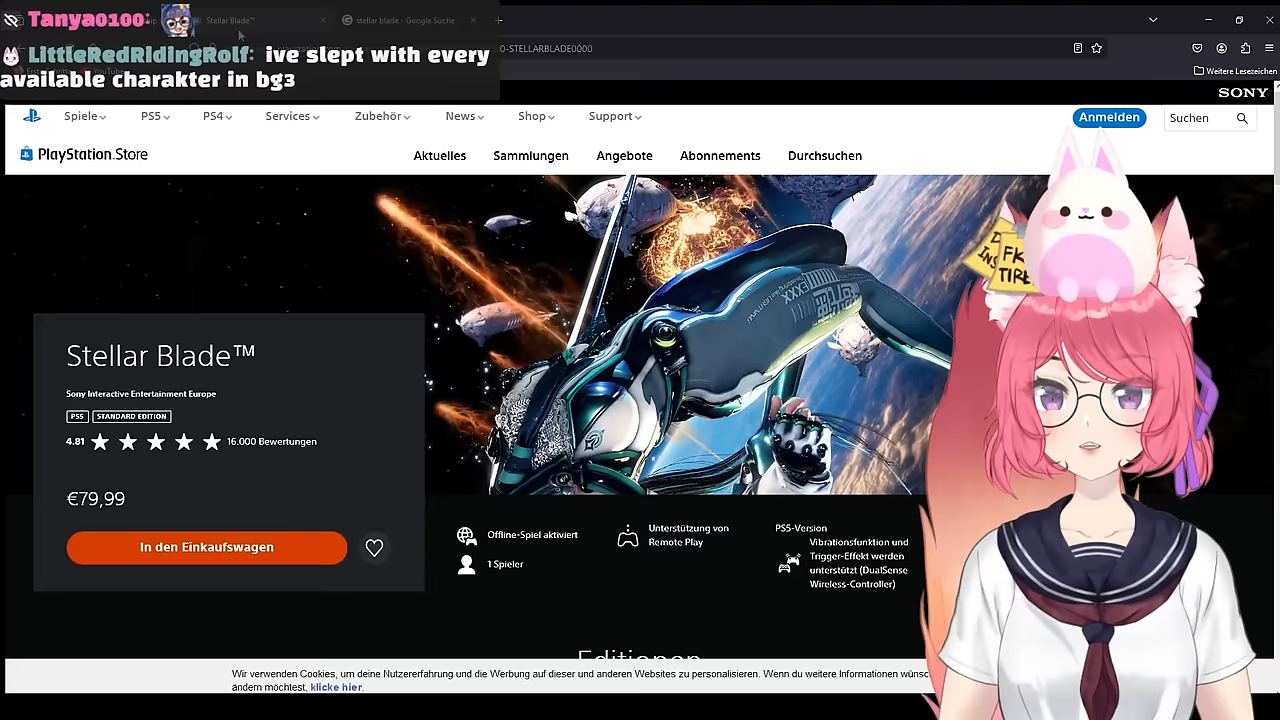 Tanya0100:
Stellar Blade™
stellar blade - Google Suche
LittleRedRidingRolf: ive slept with every
available charakter in bg3
0-STELLARBLADE0000
Weitere Lesezeichen
SONY
Spiele PS5 PS4 Services Zubehör News Shop Support
Anmelden
Suchen
PlayStation Store
Aktuelles Sammlungen Angebote Abonnements Durchsuchen
FK
TIRE
Stellar Blade™
Sony Interactive Entertainment Europe
PS5 STANDARD EDITION
4.81 16.000 Bewertungen
€79,99
In den Einkaufswagen
Offline-Spiel aktiviert
1 Spieler
Unterstützung von
Remote Play
PS5-Version
Vibrationsfunktion und
Trigger-Effekt werden
unterstützt (DualSense
Wireless-Controller)
Editionen
Wir verwenden Cookies, um deine Nutzererfahrung und die Werbung auf dieser und anderen Websites zu personalisieren. Wenn du weitere Informationen wünsc
ändern möchtest, klicke hier.